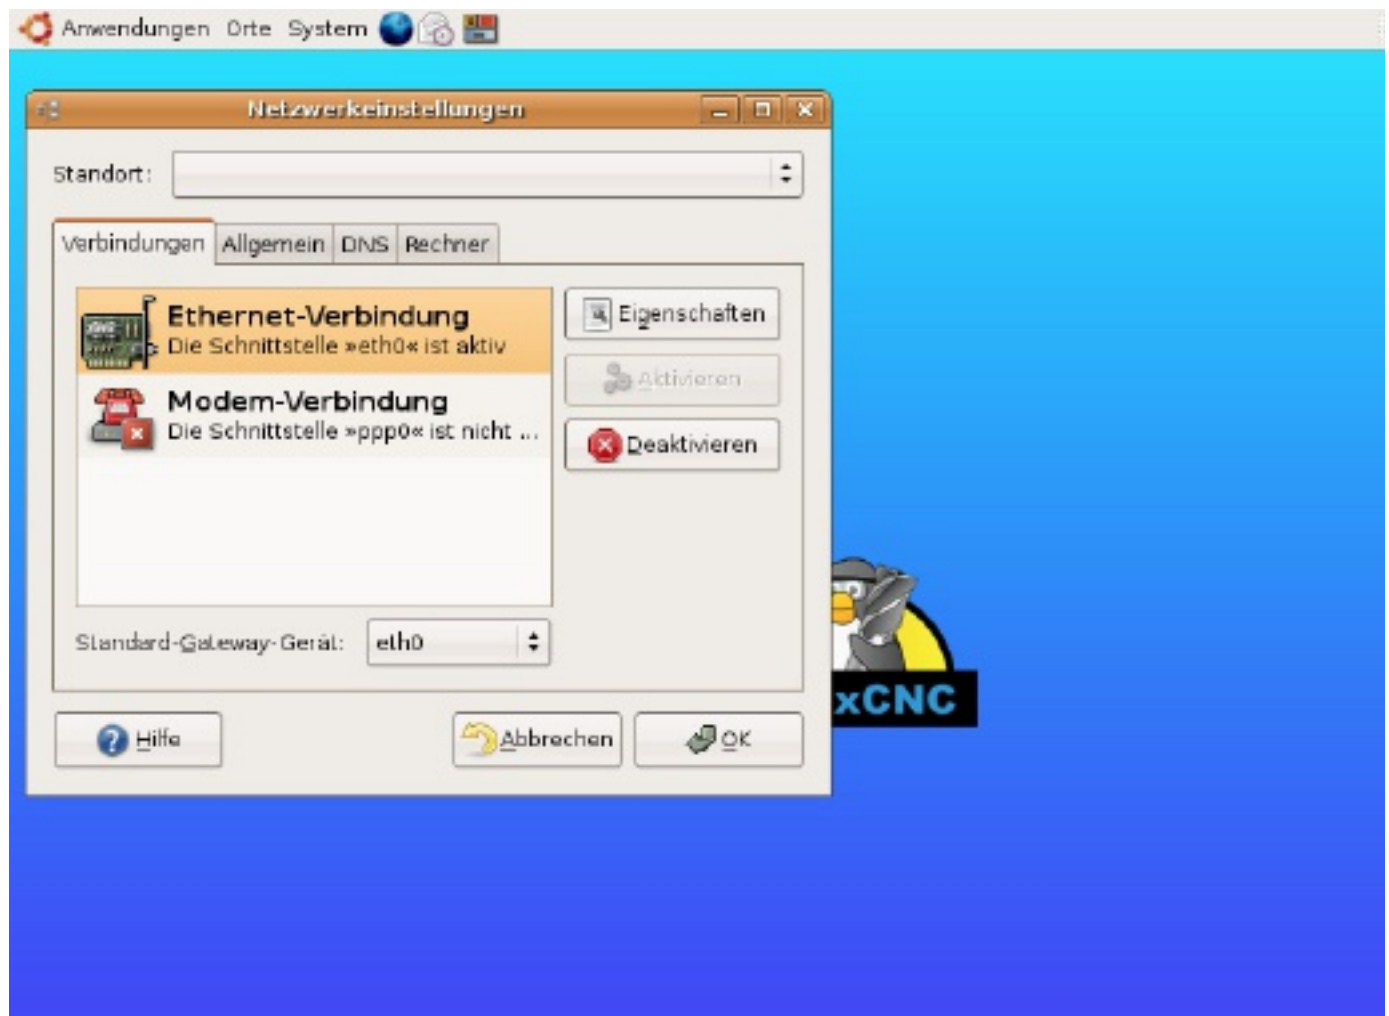 Anwendungen Orte System
Netzwerkeinstellungen
Standort:
Verbindungen Allgemein DNS Rechner
Ethernet-Verbindung
Die Schnittstelle »eth0« ist aktiv
Modem-Verbindung
Die Schnittstelle »ppp0« ist nicht ...
Eigenschaften
Aktivieren
Deaktivieren
Standard-Gateway-Gerät: eth0
Hilfe Abbrechen OK
xCNC